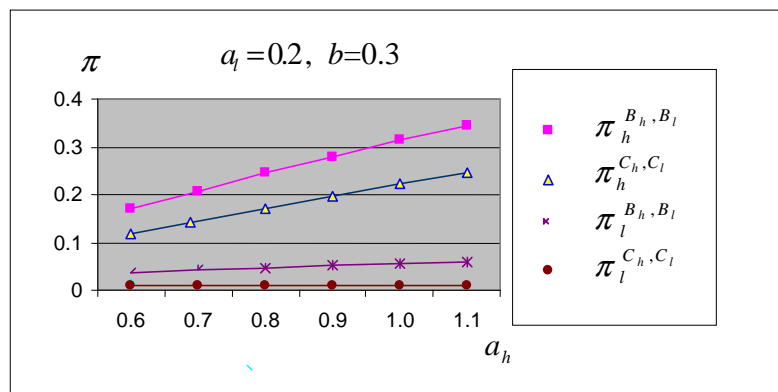 π
a_l=0.2, b=0.3
0.4
0.3
0.2
0.1
0
0.6 0.7 0.8 0.9 1.0 1.1
a_h
π_h^{B_h,B_l}
π_h^{C_h,C_l}
π_l^{B_h,B_l}
π_l^{C_h,C_l}